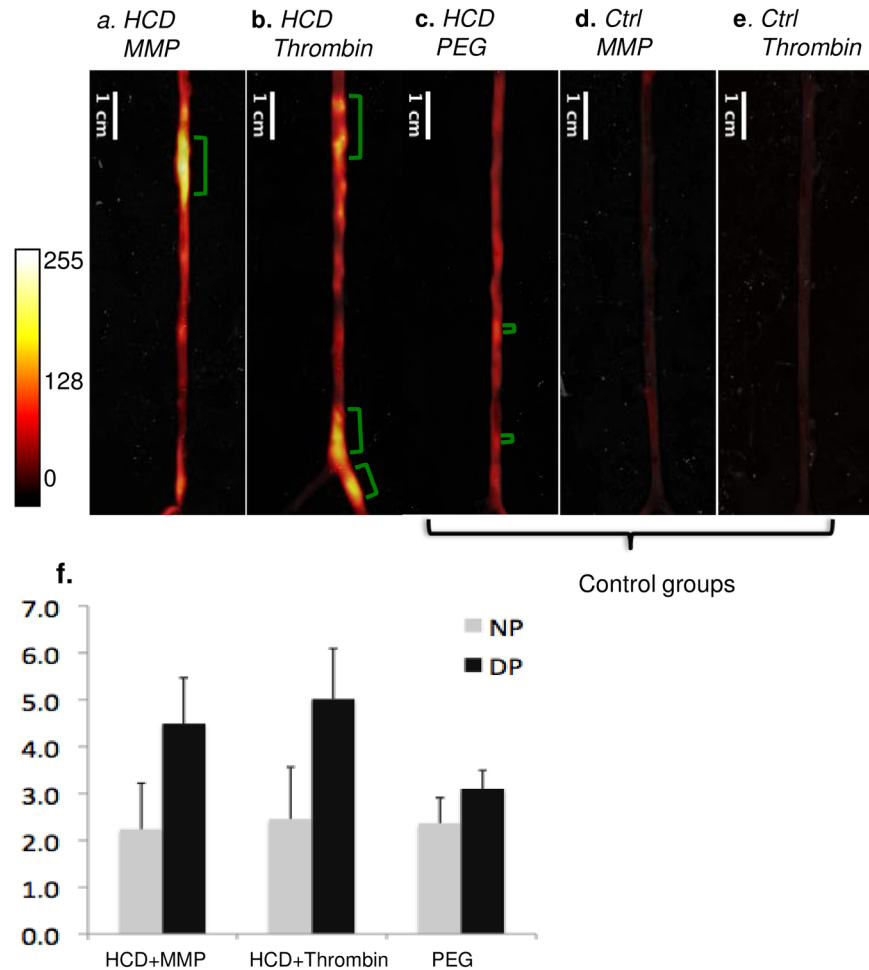 a. HCD
MMP
b. HCD
Thrombin
c. HCD
PEG
d. Ctrl
MMP
e. Ctrl
Thrombin
1 cm
1 cm
1 cm
1 cm
1 cm
255
128
0
Control groups
f.
7.0
6.0
5.0
4.0
3.0
2.0
1.0
0.0
NP
DP
HCD+MMP
HCD+Thrombin
PEG